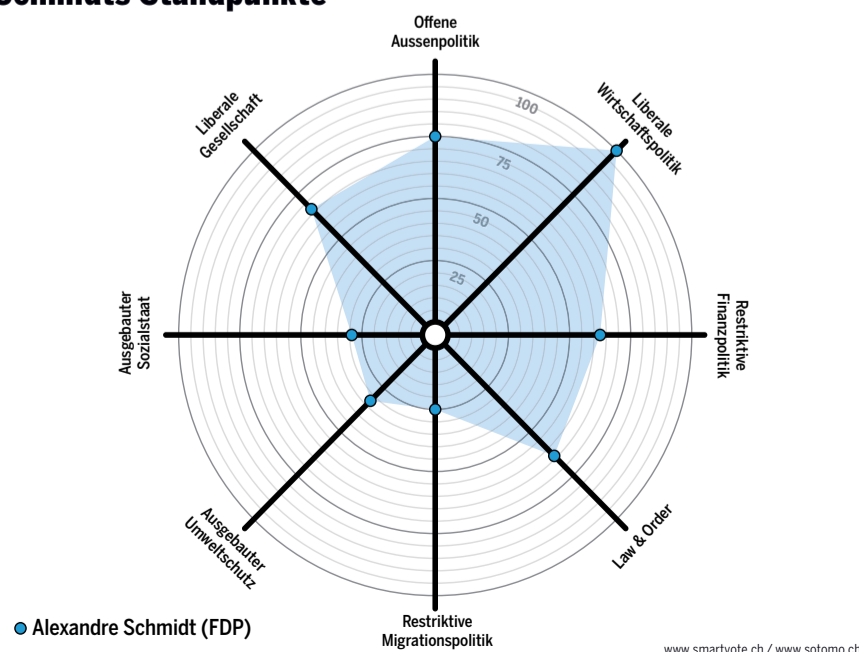 Schmidts Standpunkte
Offene
Aussenpolitik
Liberale
Wirtschaftspolitik
Liberale
Gesellschaft
100
75
50
25
Ausgebauter
Sozialstaat
Restriktive
Finanzpolitik
Ausgebauter
Umweltschutz
Law & Order
Restriktive
Migrationspolitik
Alexandre Schmidt (FDP)
www.smartvote.ch / www.sotomo.ch